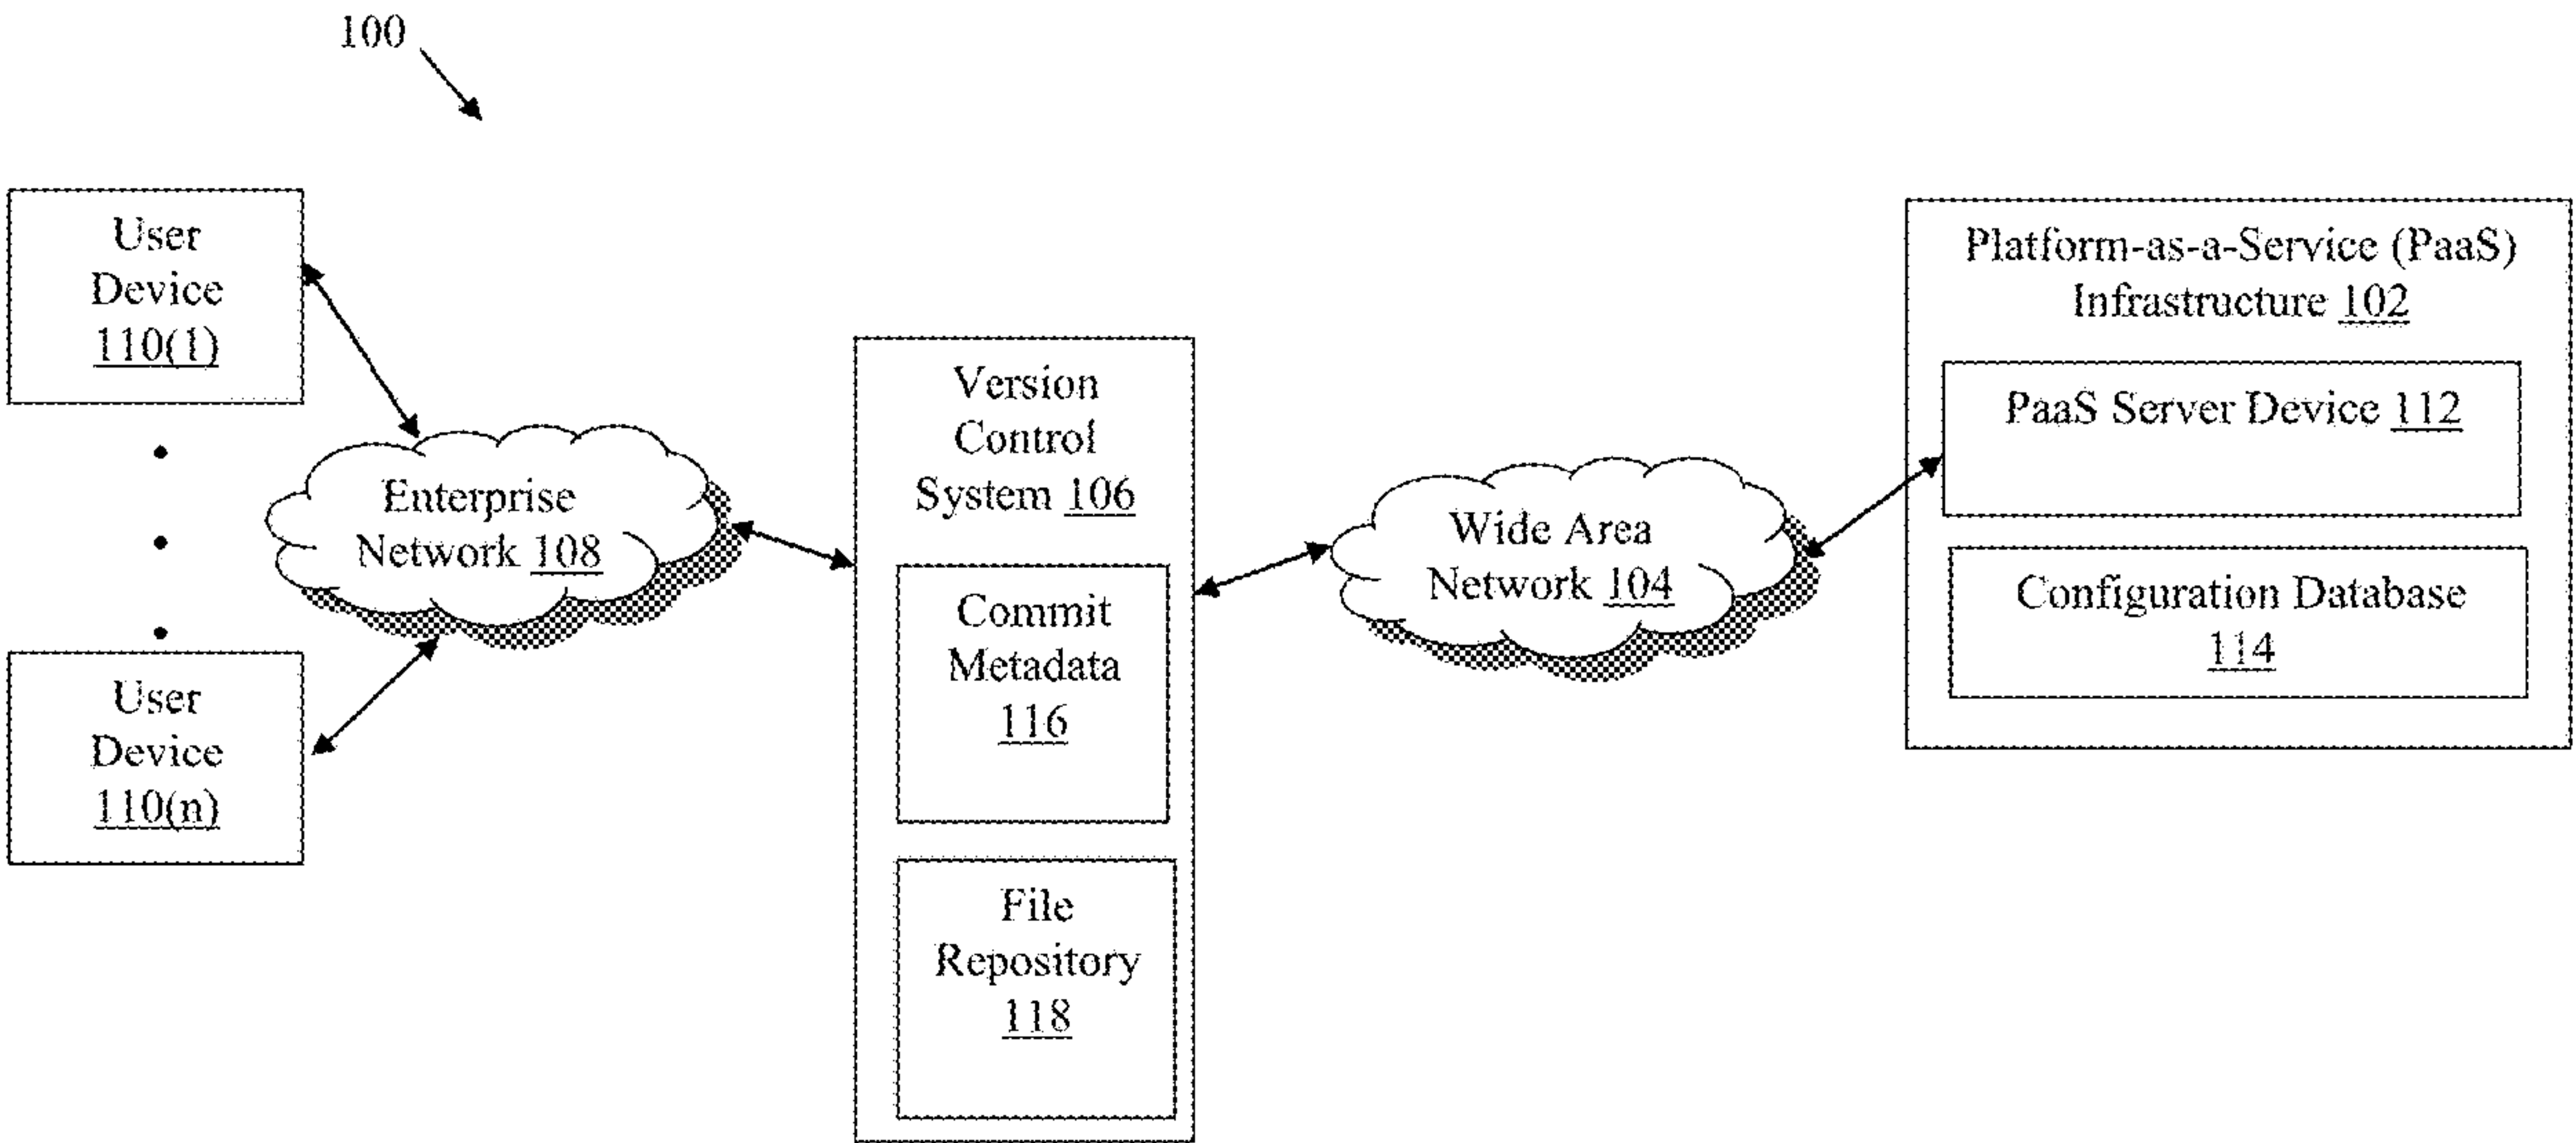 100
User
Device
110(1)
User
Device
110(n)
Enterprise
Network 108
Version
Control
System 106
Commit
Metadata
116
File
Repository
118
Wide Area
Network 104
Platform-as-a-Service (PaaS)
Infrastructure 102
PaaS Server Device 112
Configuration Database
114